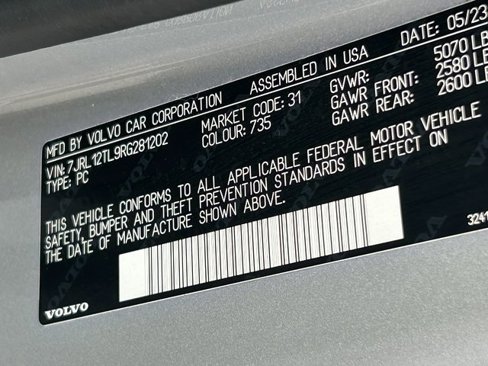 MFD BY VOLVO CAR CORPORATION ASSEMBLED IN USA DATE: 05/23
VIN: 7JRL12TL9RG281202 MARKET CODE: 31 GVWR: 5070 LB
TYPE: PC COLOUR: 735 GAWR FRONT: 2580 LB
GAWR REAR: 2600 LB
THIS VEHICLE CONFORMS TO ALL APPLICABLE FEDERAL MOTOR VEHICLE
SAFETY, BUMPER AND THEFT PREVENTION STANDARDS IN EFFECT ON
THE DATE OF MANUFACTURE SHOWN ABOVE.
3241
VOLVO